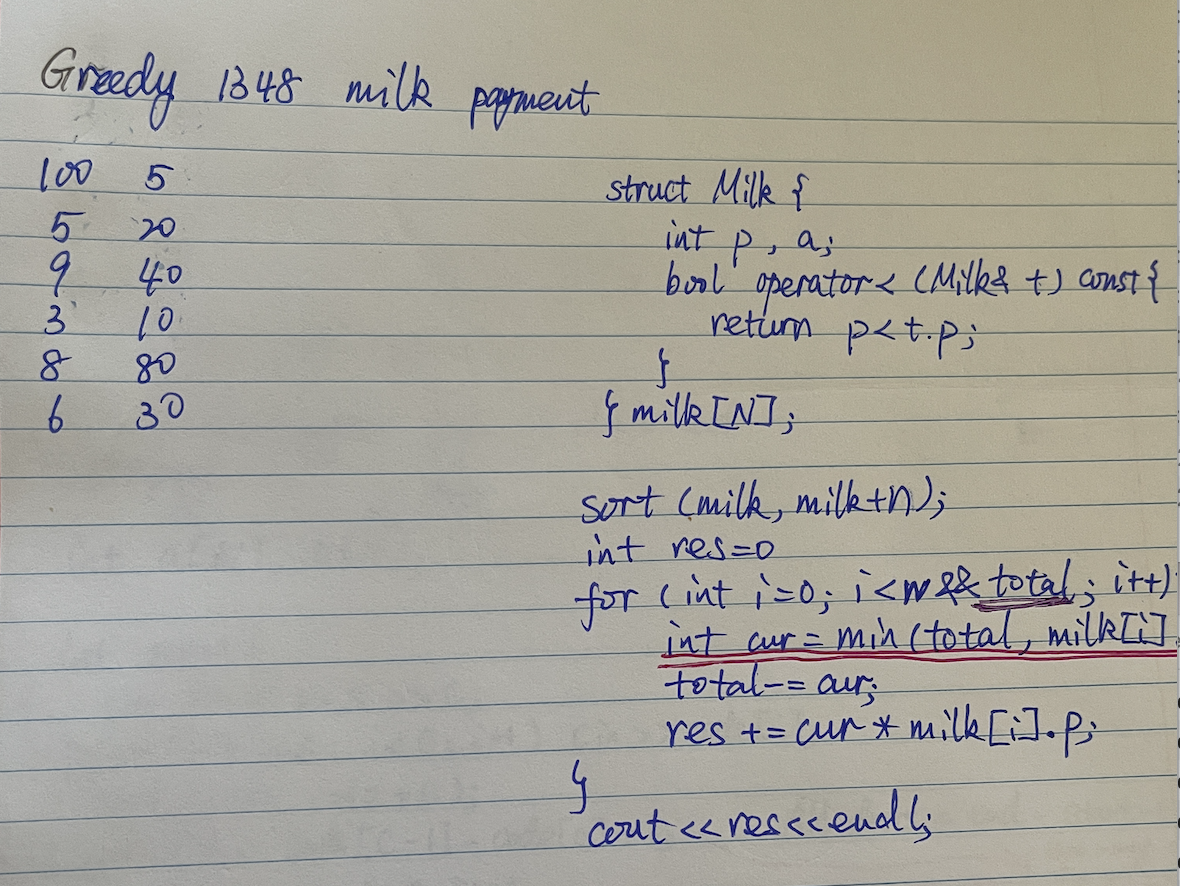 Greedy 1348 milk payment
100 5
5 20
9 40
3 10
8 80
6 30
struct Milk {
int p, a;
bool operator< (Milk& t) const {
return p<t.p;
}
} milk[N];
sort (milk, milk+n);
int res=0
for (int i=0; i<n && total; i++)
int cur = min(total, milk[i]
total-= cur;
res += cur * milk[i].p;
}
cout <<res<<endl;